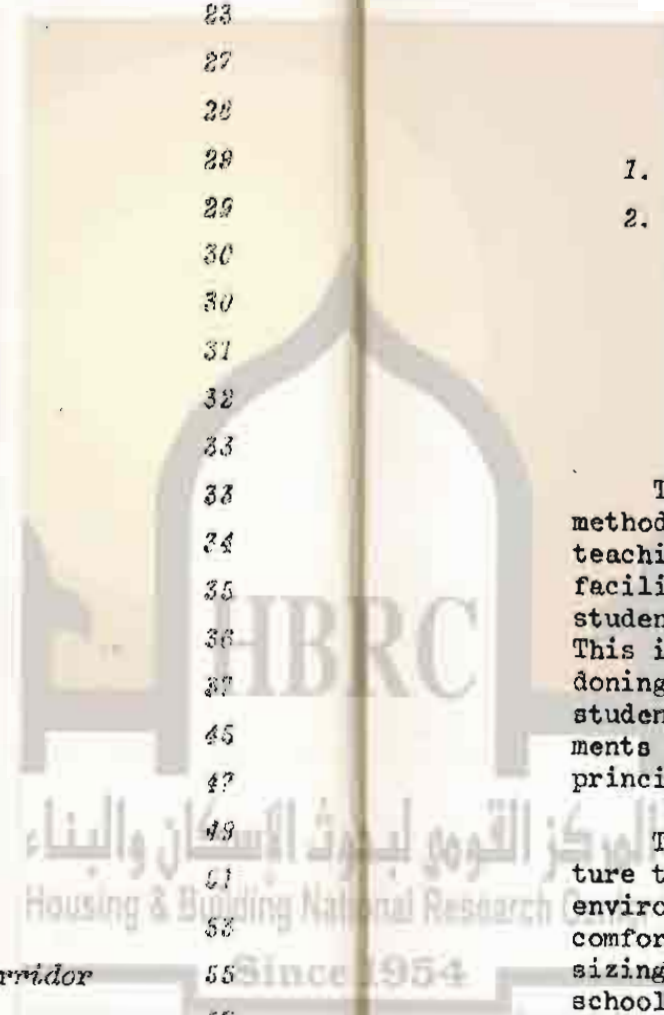 23
27
28
29
29
30
30
31
32
33
33
34
35
36
37
45
47
49
53
rridor 55
1.
2.
T
method
teachi
facili
studen
This i
doning
studen
ments
princi
T
ture t
enviro
comfor
sizing
school
HBRC
المركز القومي لبحوث الإسكان والبناء
Housing & Building National Research
Since 1954